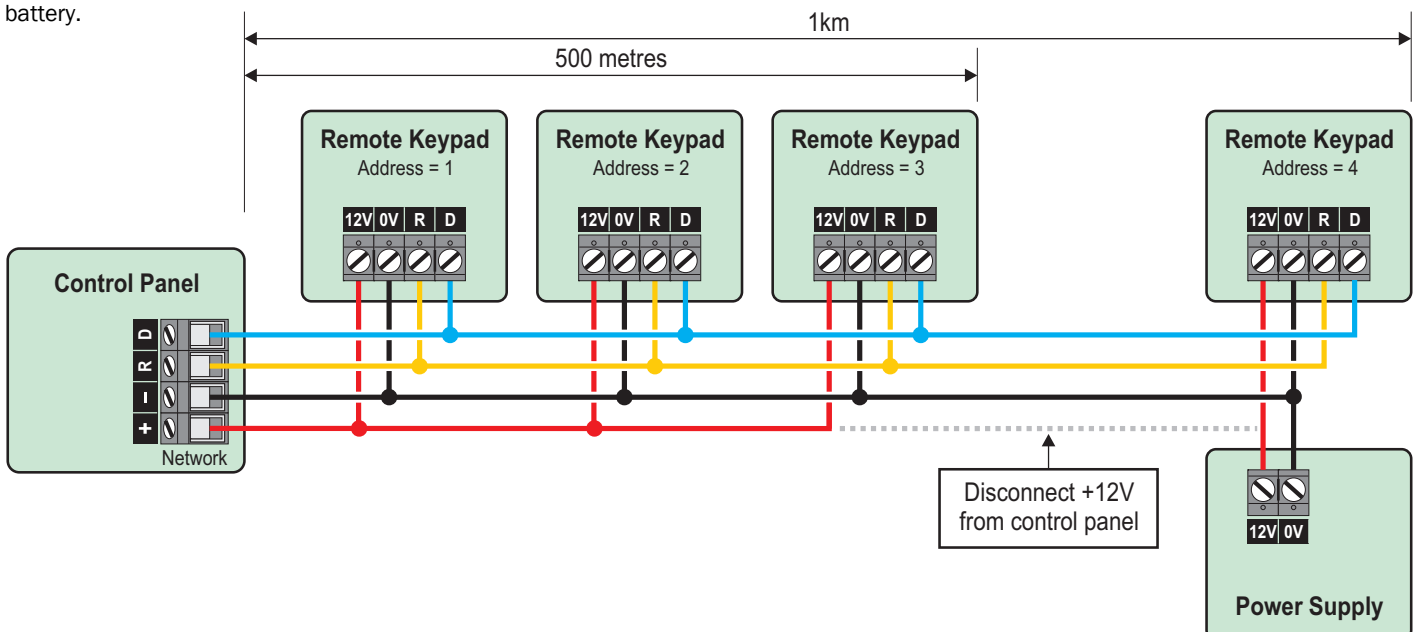 battery.
1km
500 metres
Remote Keypad
Address = 1
12V 0V R D
Remote Keypad
Address = 2
12V 0V R D
Remote Keypad
Address = 3
12V 0V R D
Remote Keypad
Address = 4
12V 0V R D
Control Panel
D
R
-
+
Network
Disconnect +12V
from control panel
12V 0V
Power Supply